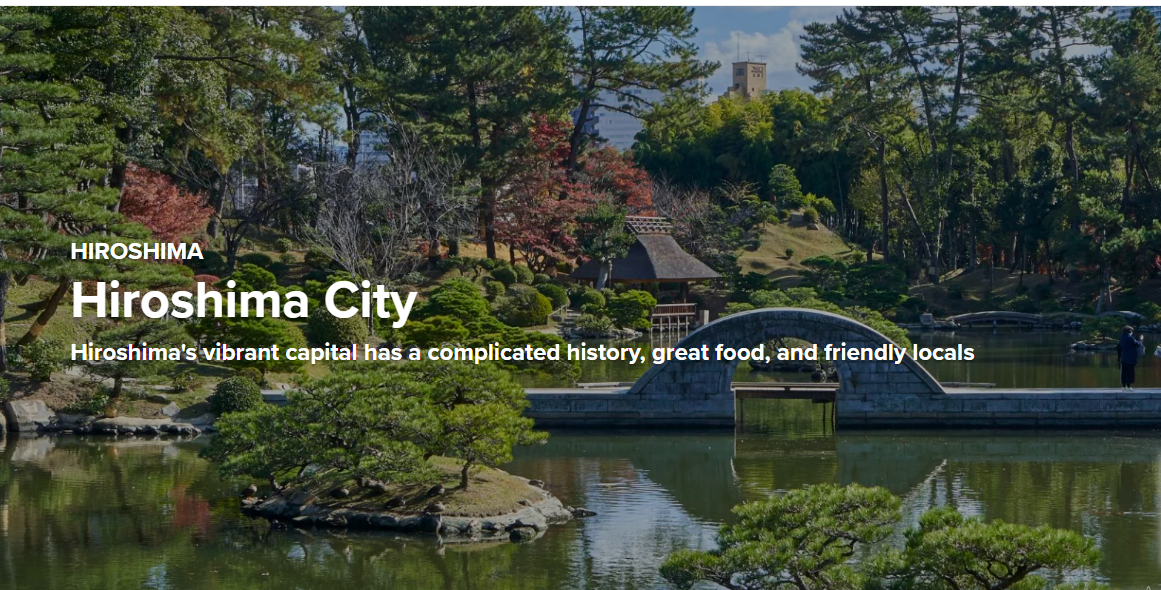 HIROSHIMA
Hiroshima City
Hiroshima's vibrant capital has a complicated history, great food, and friendly locals